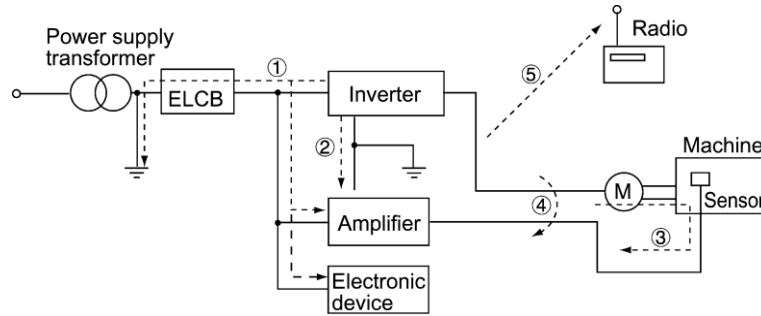 Power supply
transformer
ELCB
①
Inverter
②
⑤
Radio
Amplifier
④
M
Machine
Sensor
③
Electronic
device